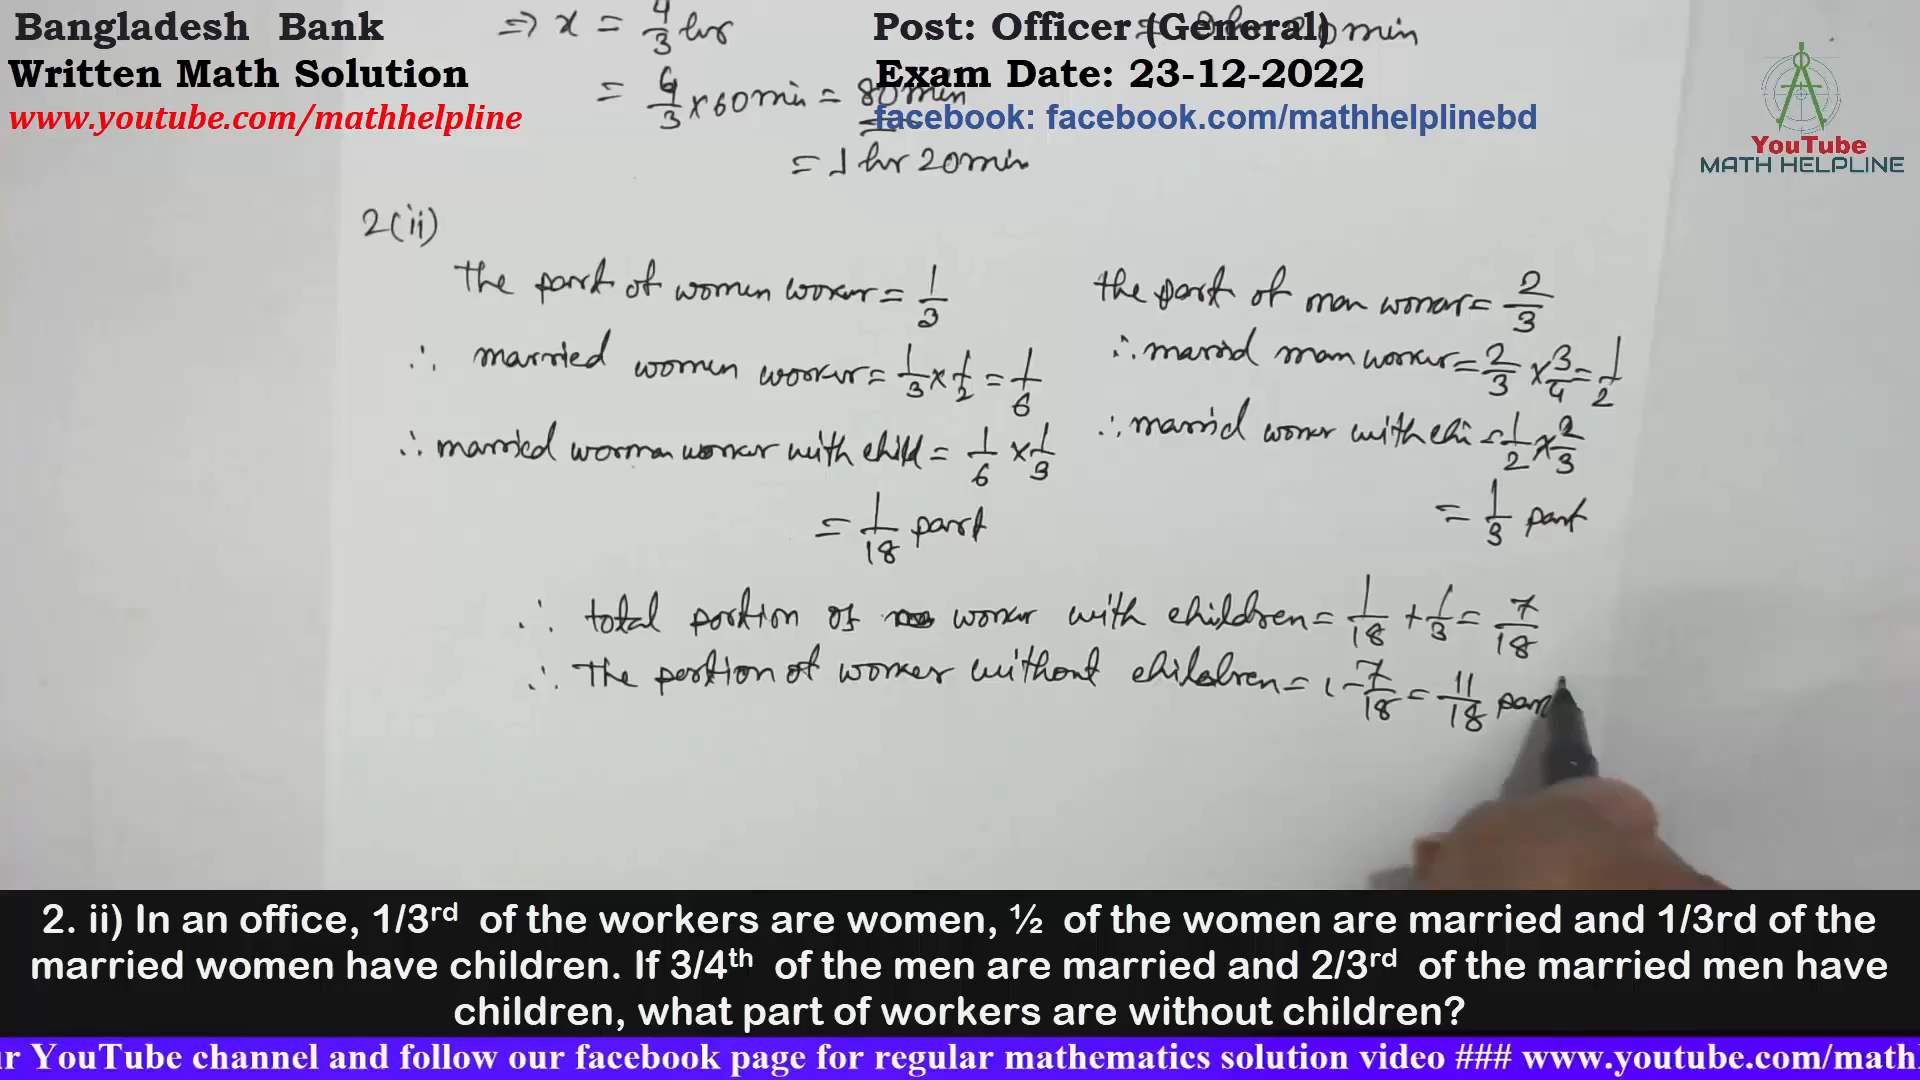 Bangladesh Bank
Written Math Solution
www.youtube.com/mathhelpline
Post: Officer (General)
Exam Date: 23-12-2022
facebook: facebook.com/mathhelplinebd
YouTube
MATH HELPLINE
⇒ x = 4/3 hr
= 4/3 × 60 min = 80 min
= 1 hr 20 min
20 min
2(ii)
The part of women worker = 1/3
∴ married women worker = 1/3 × 1/2 = 1/6
∴ married woman worker with child = 1/6 × 1/3
= 1/18 part
the part of man worker = 2/3
∴ married man worker = 2/3 × 3/4 = 1/2
∴ married worker with chi = 1/2 × 2/3
= 1/3 part
∴ total portion of worker with children = 1/18 + 1/3 = 7/18
∴ The portion of worker without children = 1 - 7/18 = 11/18 part
2. ii) In an office, 1/3rd of the workers are women, ½ of the women are married and 1/3rd of the
married women have children. If 3/4th of the men are married and 2/3rd of the married men have
children, what part of workers are without children?
YouTube channel and follow our facebook page for regular mathematics solution video ### www.youtube.com/math